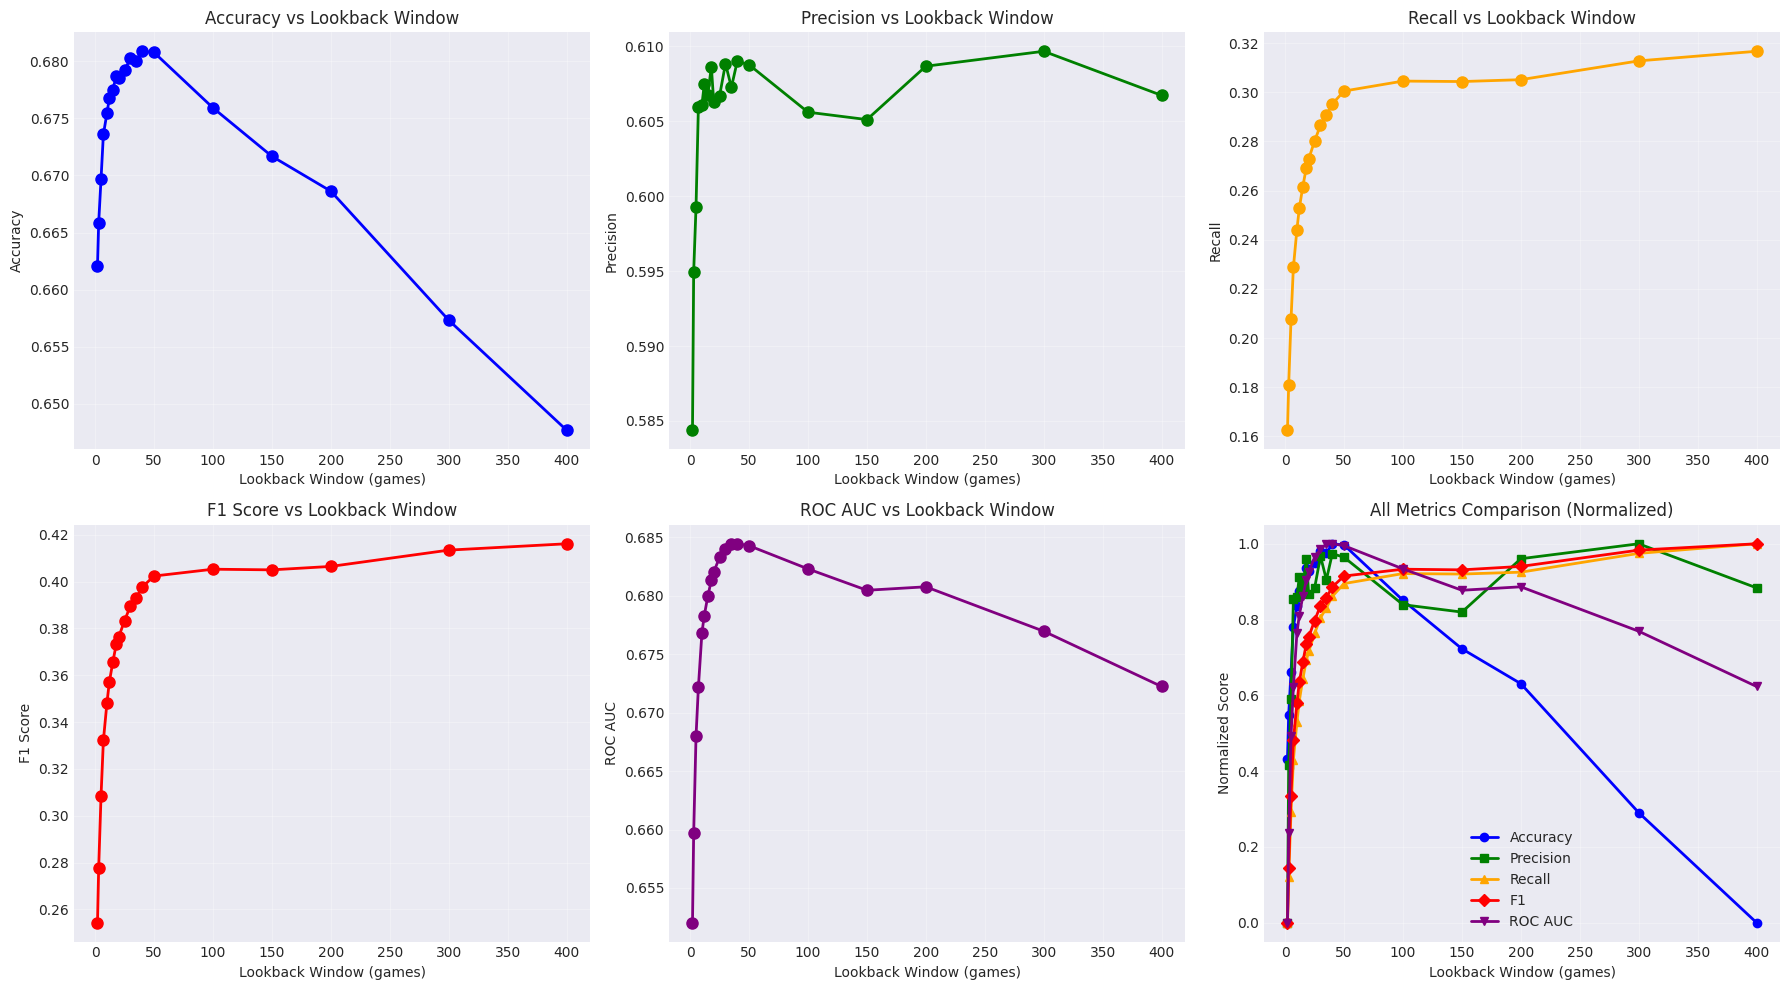 Accuracy vs Lookback Window
0.680
0.675
0.670
0.665
0.660
0.655
0.650
Accuracy
0 50 100 150 200 250 300 350 400
Lookback Window (games)
Precision vs Lookback Window
0.610
0.605
0.600
0.595
0.590
0.585
Precision
0 50 100 150 200 250 300 350 400
Lookback Window (games)
Recall vs Lookback Window
0.32
0.30
0.28
0.26
0.24
0.22
0.20
0.18
0.16
Recall
0 50 100 150 200 250 300 350 400
Lookback Window (games)
F1 Score vs Lookback Window
0.42
0.40
0.38
0.36
0.34
0.32
0.30
0.28
0.26
F1 Score
0 50 100 150 200 250 300 350 400
Lookback Window (games)
ROC AUC vs Lookback Window
0.685
0.680
0.675
0.670
0.665
0.660
0.655
ROC AUC
0 50 100 150 200 250 300 350 400
Lookback Window (games)
All Metrics Comparison (Normalized)
1.0
0.8
0.6
0.4
0.2
0.0
Normalized Score
Accuracy
Precision
Recall
F1
ROC AUC
0 50 100 150 200 250 300 350 400
Lookback Window (games)